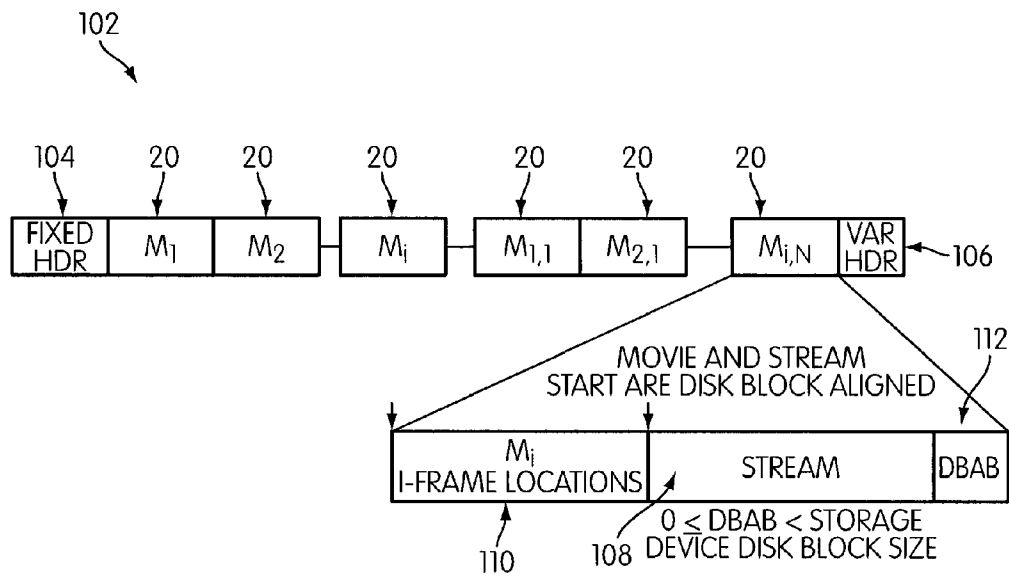 102
104 20 20 20 20 20 20
FIXED HDR M1 M2 Mi M1,1 M2,1 Mi,N VAR HDR
106
MOVIE AND STREAM
START ARE DISK BLOCK ALIGNED
112
Mi
I-FRAME LOCATIONS
STREAM
DBAB
110
108
0 ≤ DBAB < STORAGE
DEVICE DISK BLOCK SIZE